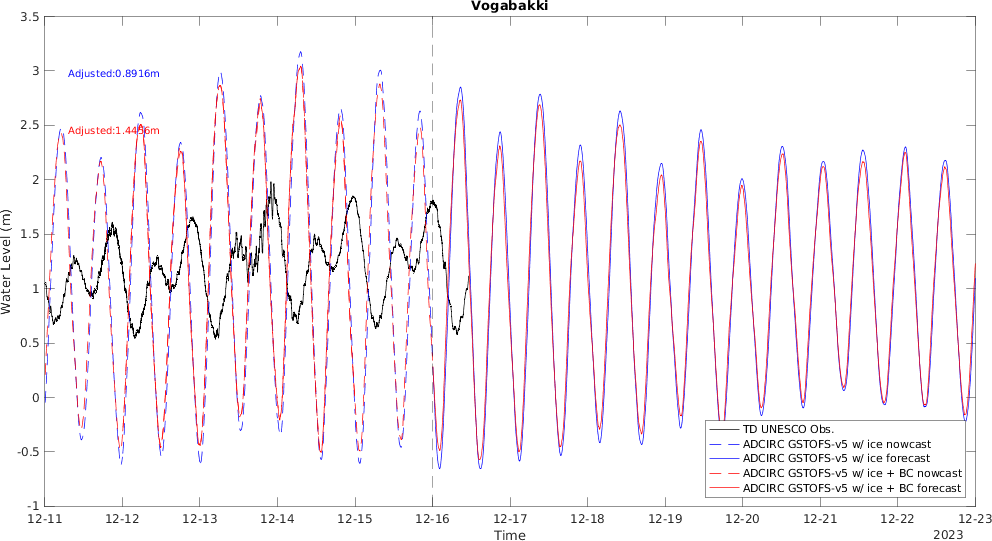 Vogabakki
3.5
3
2.5
2
1.5
1
0.5
0
-0.5
-1
Water Level (m)
Adjusted:0.8916m
Adjusted:1.4456m
TD UNESCO Obs.
ADCIRC GSTOFS-v5 w/ ice nowcast
ADCIRC GSTOFS-v5 w/ ice forecast
ADCIRC GSTOFS-v5 w/ ice + BC nowcast
ADCIRC GSTOFS-v5 w/ ice + BC forecast
12-11 12-12 12-13 12-14 12-15 12-16 12-17 12-18 12-19 12-20 12-21 12-22 12-23
Time
2023